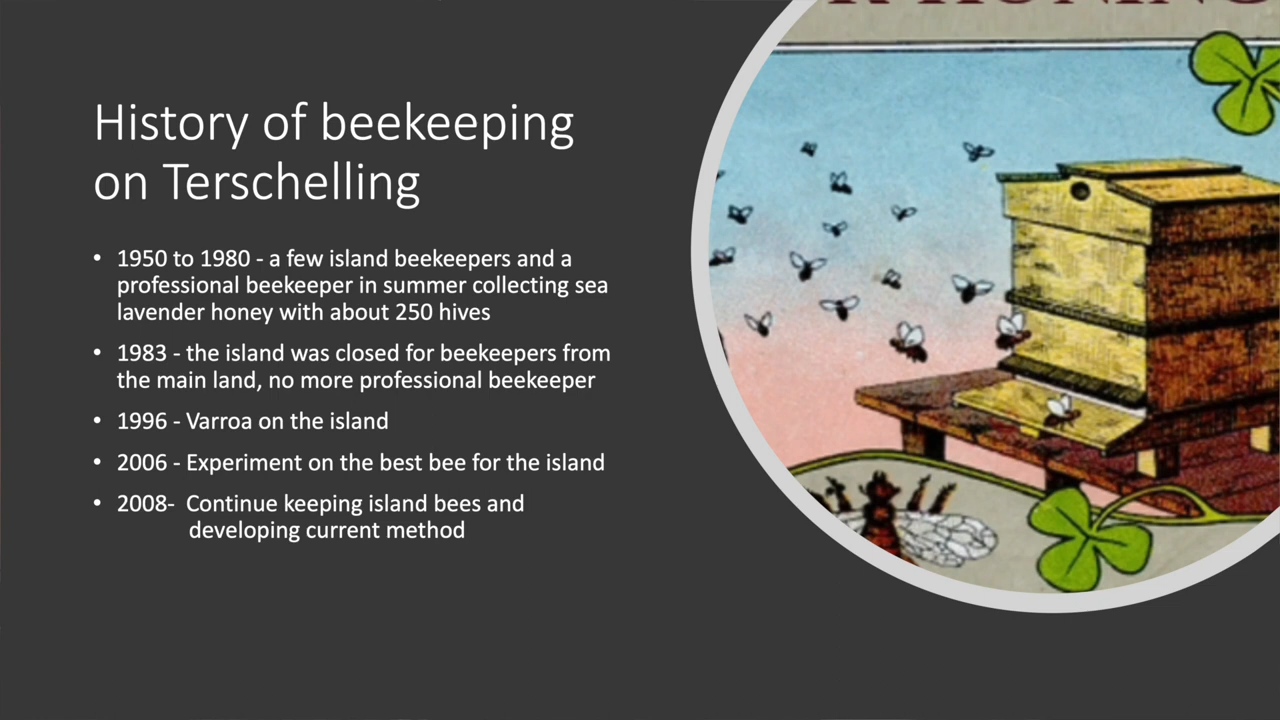 History of beekeeping
on Terschelling
• 1950 to 1980 - a few island beekeepers and a
professional beekeeper in summer collecting sea
lavender honey with about 250 hives
• 1983 - the island was closed for beekeepers from
the main land, no more professional beekeeper
• 1996 - Varroa on the island
• 2006 - Experiment on the best bee for the island
• 2008- Continue keeping island bees and
developing current method